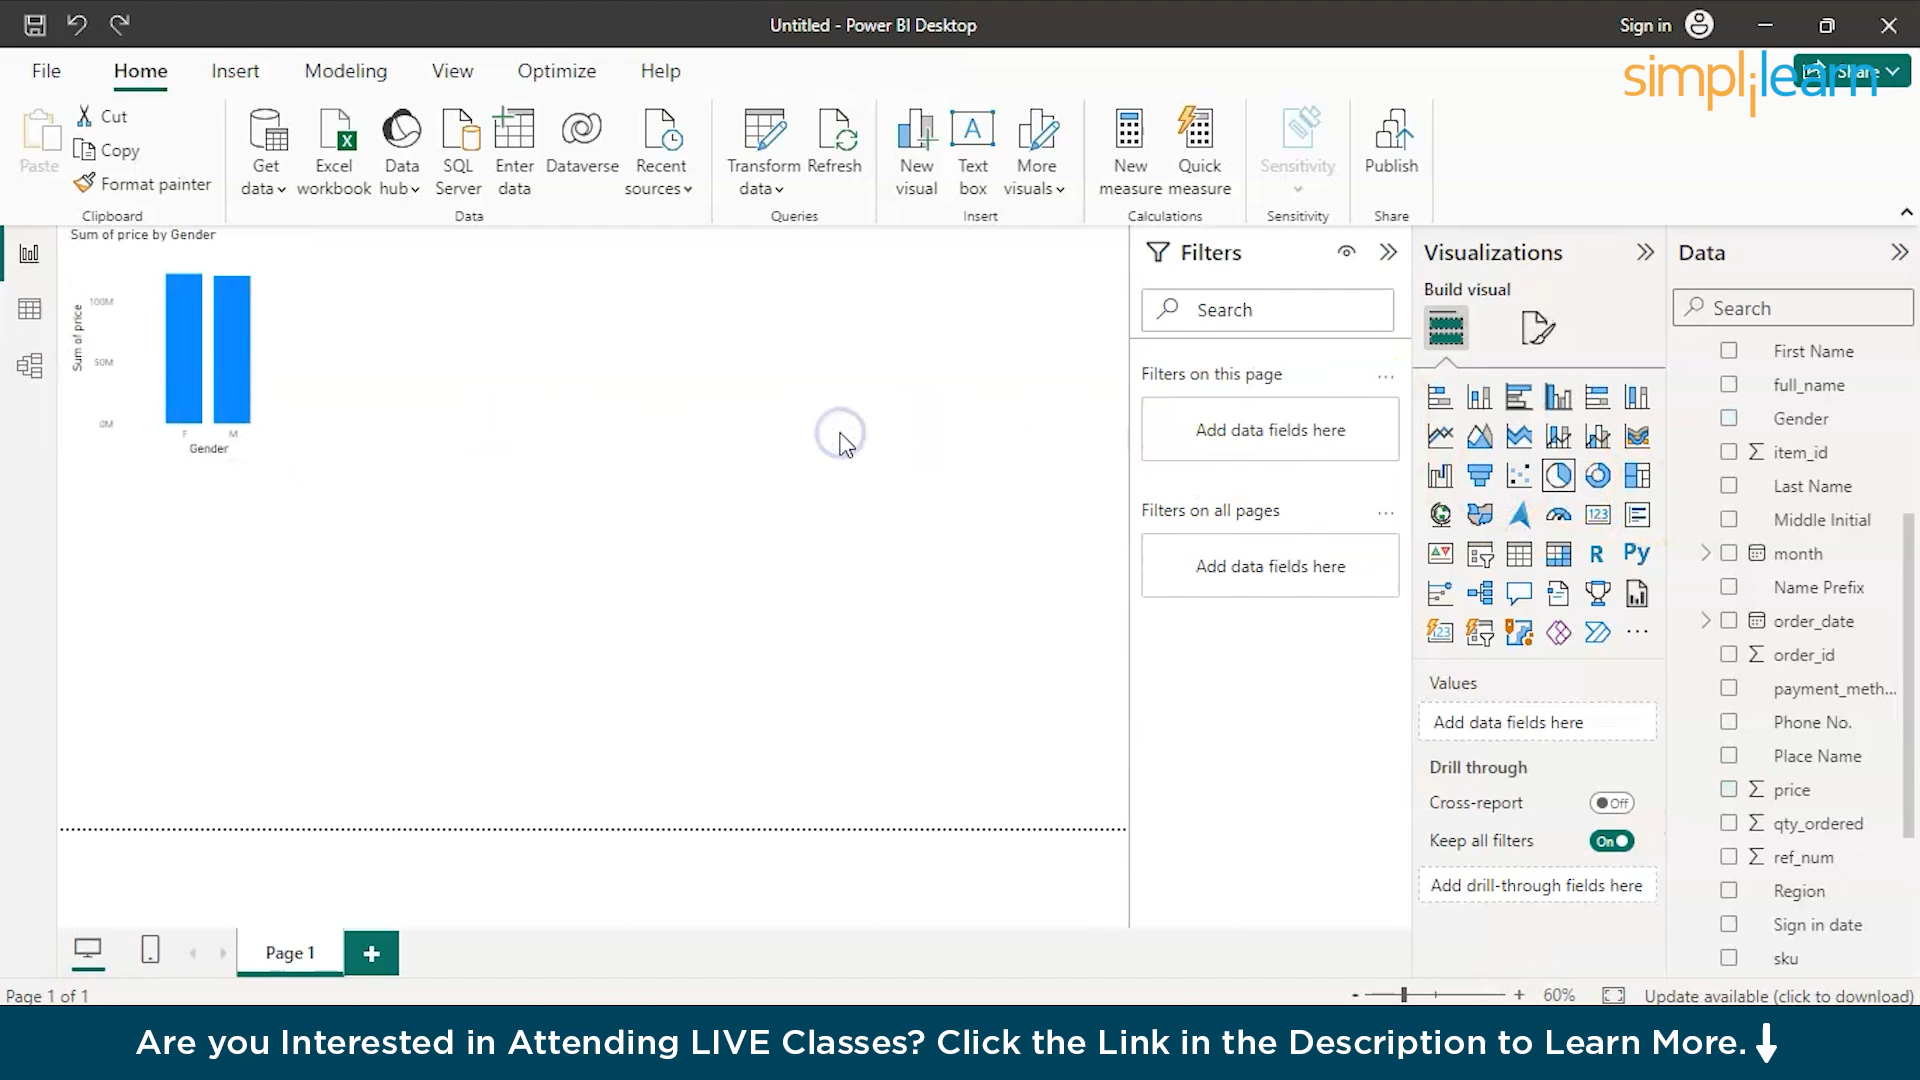 Untitled - Power BI Desktop
Sign in
File
Home
Insert
Modeling
View
Optimize
Help
Share
simplilearn
Paste
Cut
Copy
Format painter
Clipboard
Get data
Excel workbook
Data hub
SQL Server
Enter data
Dataverse
Recent sources
Data
Transform data
Refresh
Queries
New visual
A
Text box
More visuals
Insert
New measure
Quick measure
Calculations
Sensitivity
Sensitivity
Publish
Share
Sum of price by Gender
Sum of price
100M
50M
0M
F
M
Gender
Filters
Search
Filters on this page
Add data fields here
Filters on all pages
Add data fields here
Visualizations
Build visual
123
R
Py
123
Values
Add data fields here
Drill through
Cross-report
Off
Keep all filters
On
Add drill-through fields here
Data
Search
First Name
full_name
Gender
item_id
Last Name
Middle Initial
month
Name Prefix
order_date
order_id
payment_meth...
Phone No.
Place Name
price
qty_ordered
ref_num
Region
Sign in date
sku
Page 1
Page 1 of 1
60%
Update available (click to download)
Are you Interested in Attending LIVE Classes? Click the Link in the Description to Learn More.